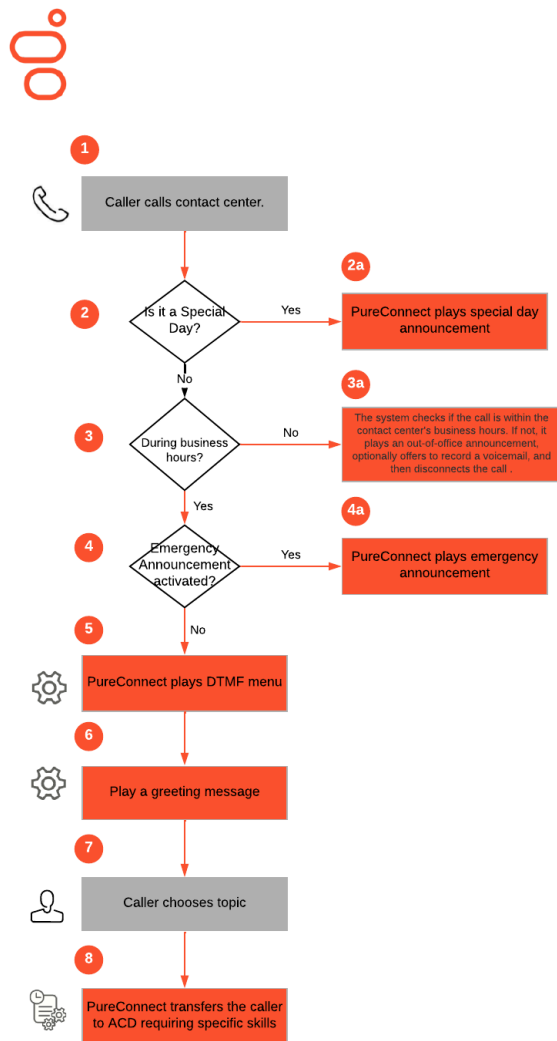 1
Caller calls contact center.
2a
2
Is it a Special
Day?
Yes
PureConnect plays special day
announcement
No
3a
3
During business
hours?
No
The system checks if the call is within the
contact center's business hours. If not, it
plays an out-of-office announcement,
optionally offers to record a voicemail, and
then disconnects the call .
Yes
4a
4
Emergency
Announcement
activated?
Yes
PureConnect plays emergency
announcement
No
5
PureConnect plays DTMF menu
6
Play a greeting message
7
Caller chooses topic
8
PureConnect transfers the caller
to ACD requiring specific skills